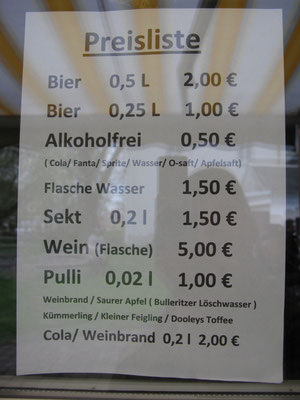 Preisliste
Bier 0,5 L 2,00 €
Bier 0,25 L 1,00 €
Alkoholfrei 0,50 €
( Cola/ Fanta/ Sprite/ Wasser/ O-saft/ Apfelsaft)
Flasche Wasser 1,50 €
Sekt 0,2 l 1,50 €
Wein (Flasche) 5,00 €
Pulli 0,02 l 1,00 €
Weinbrand / Saurer Apfel ( Bulleritzer Löschwasser )
Kümmerling / Kleiner Feigling / Dooleys Toffee
Cola/ Weinbrand 0,2 l 2,00 €